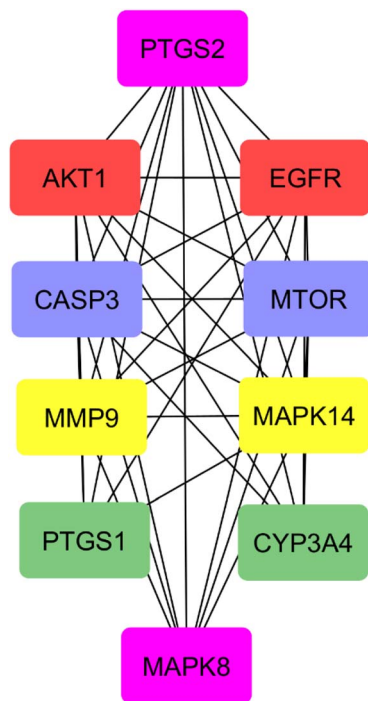 PTGS2
AKT1 EGFR
CASP3 MTOR
MMP9 MAPK14
PTGS1 CYP3A4
MAPK8